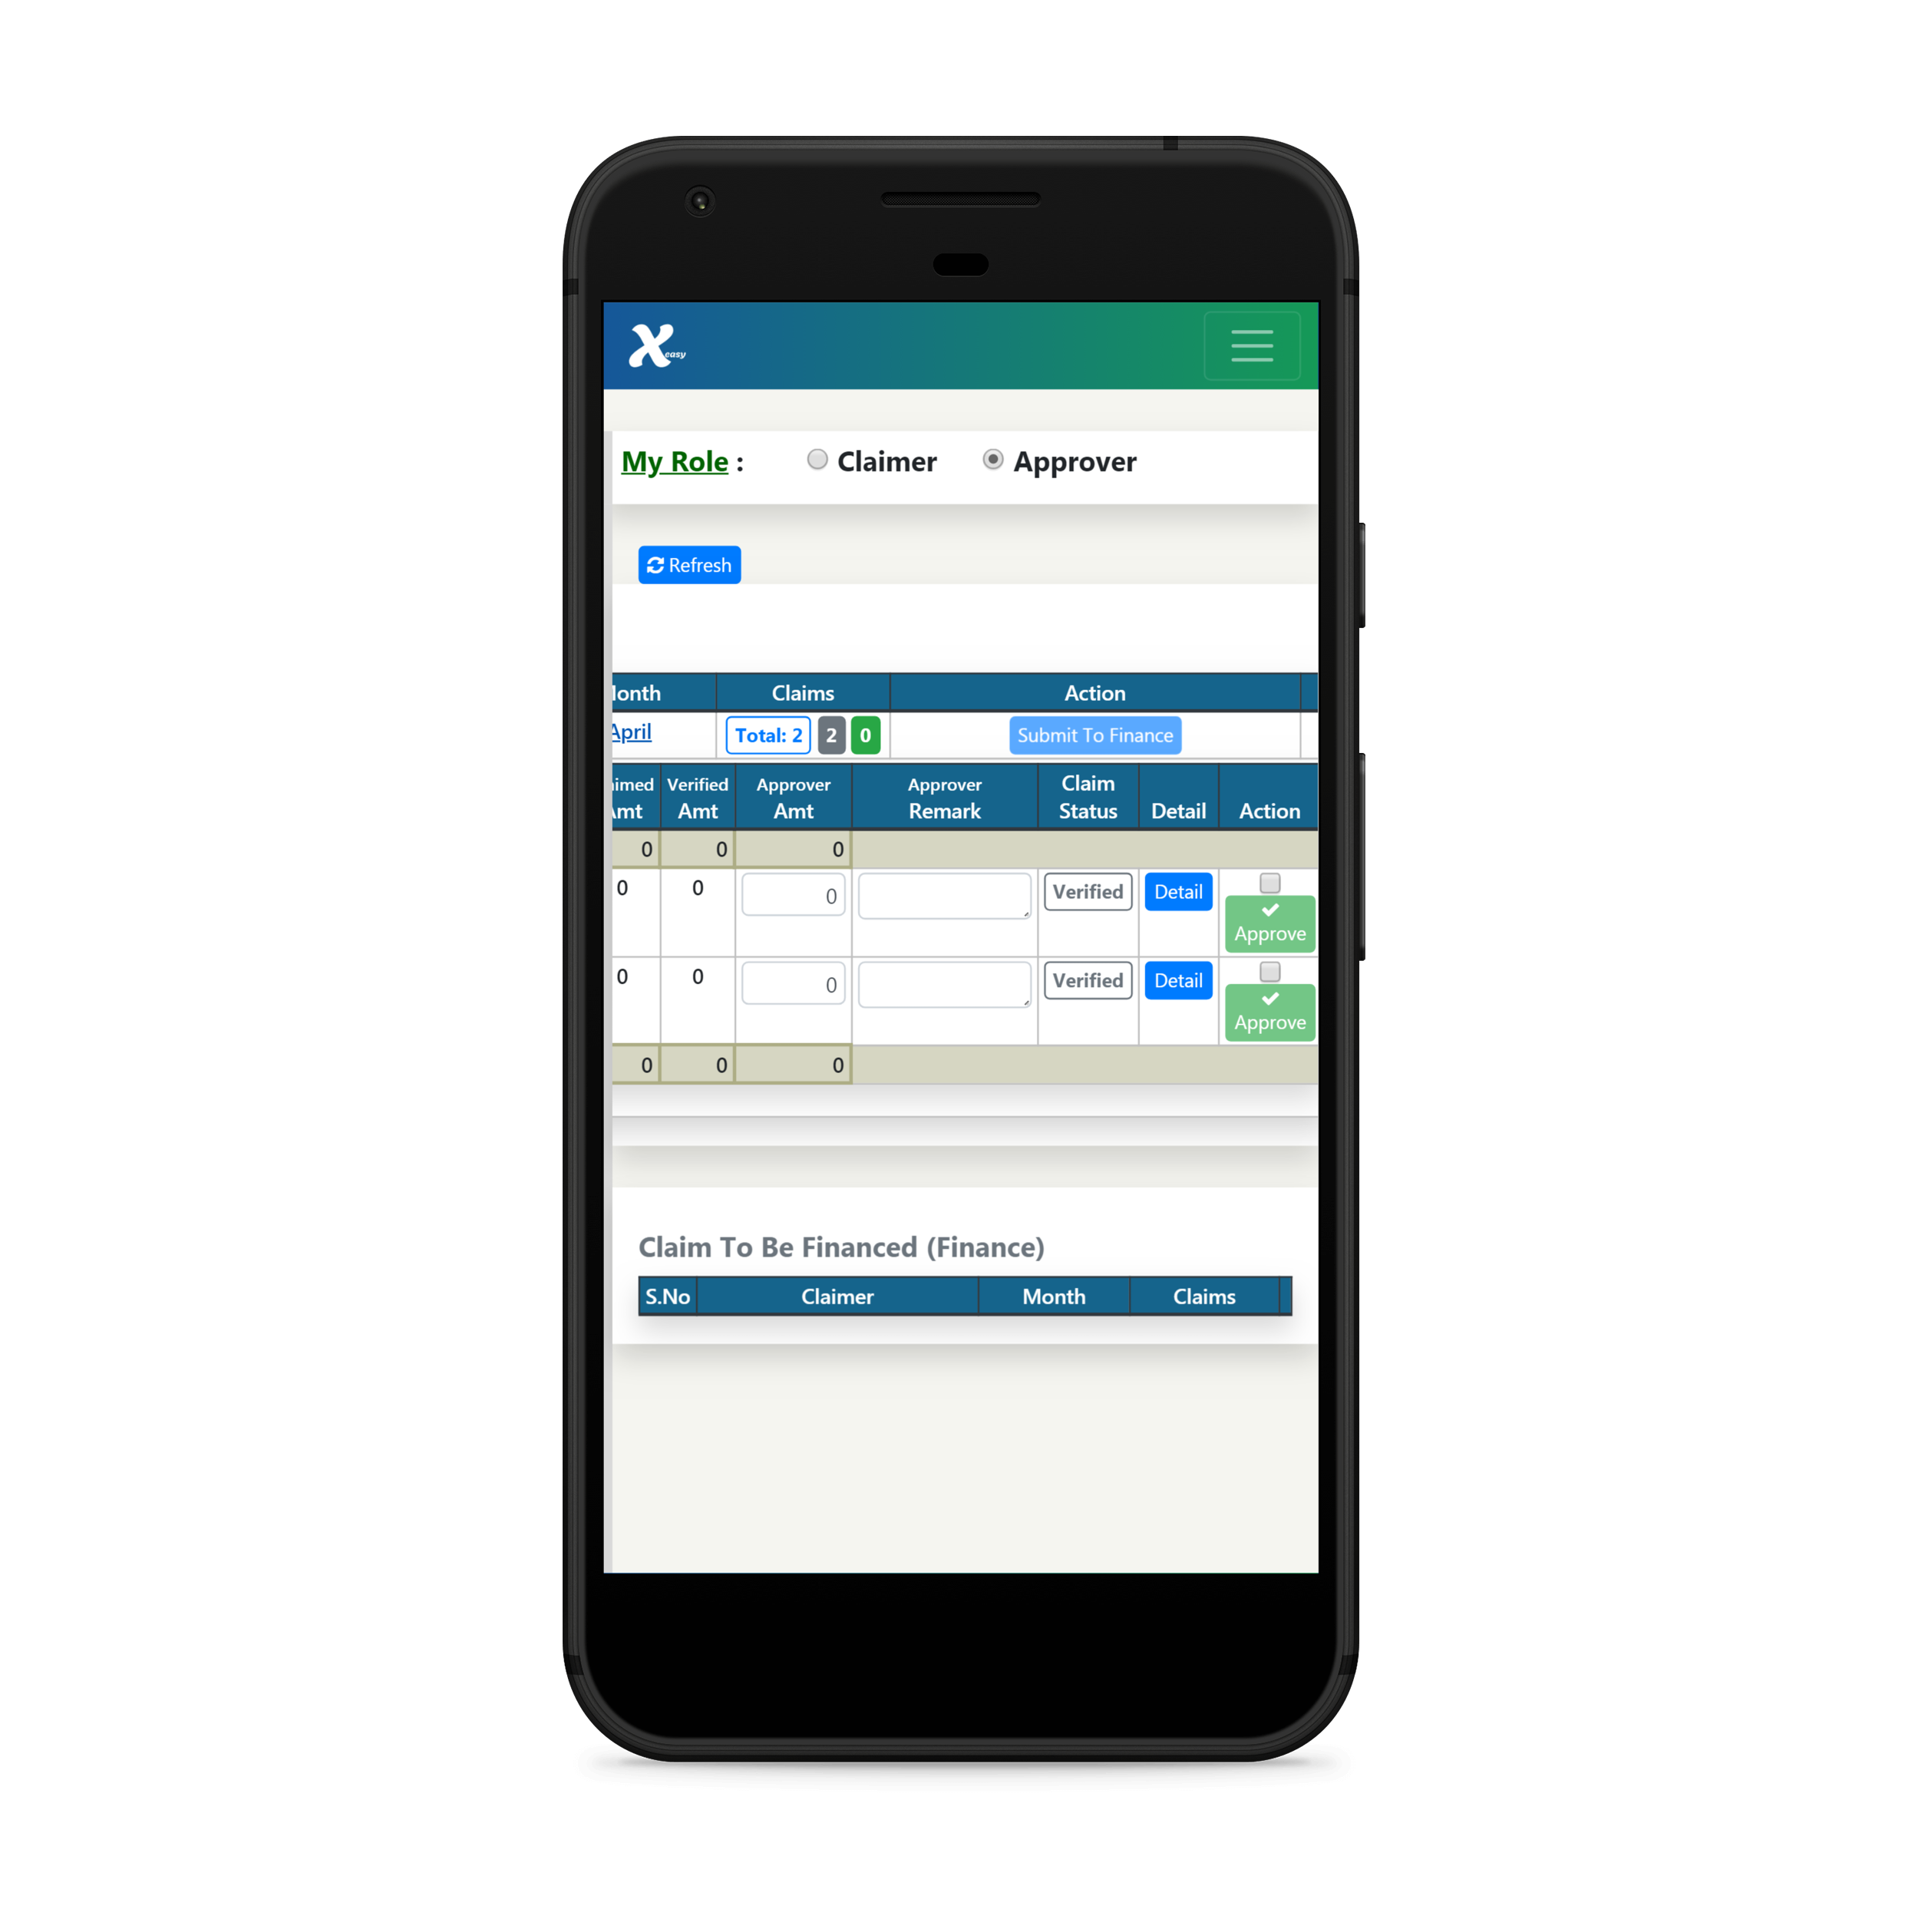 X easy
My Role :
Claimer
Approver
Refresh
onth Claims Action
April Total: 2 2 0 Submit To Finance
imed Verified Approver Approver Claim
mt Amt Amt Remark Status Detail Action
0 0 0
0 0 0 Verified Detail
Approve
0 0 0 Verified Detail
Approve
0 0 0
Claim To Be Financed (Finance)
S.No Claimer Month Claims